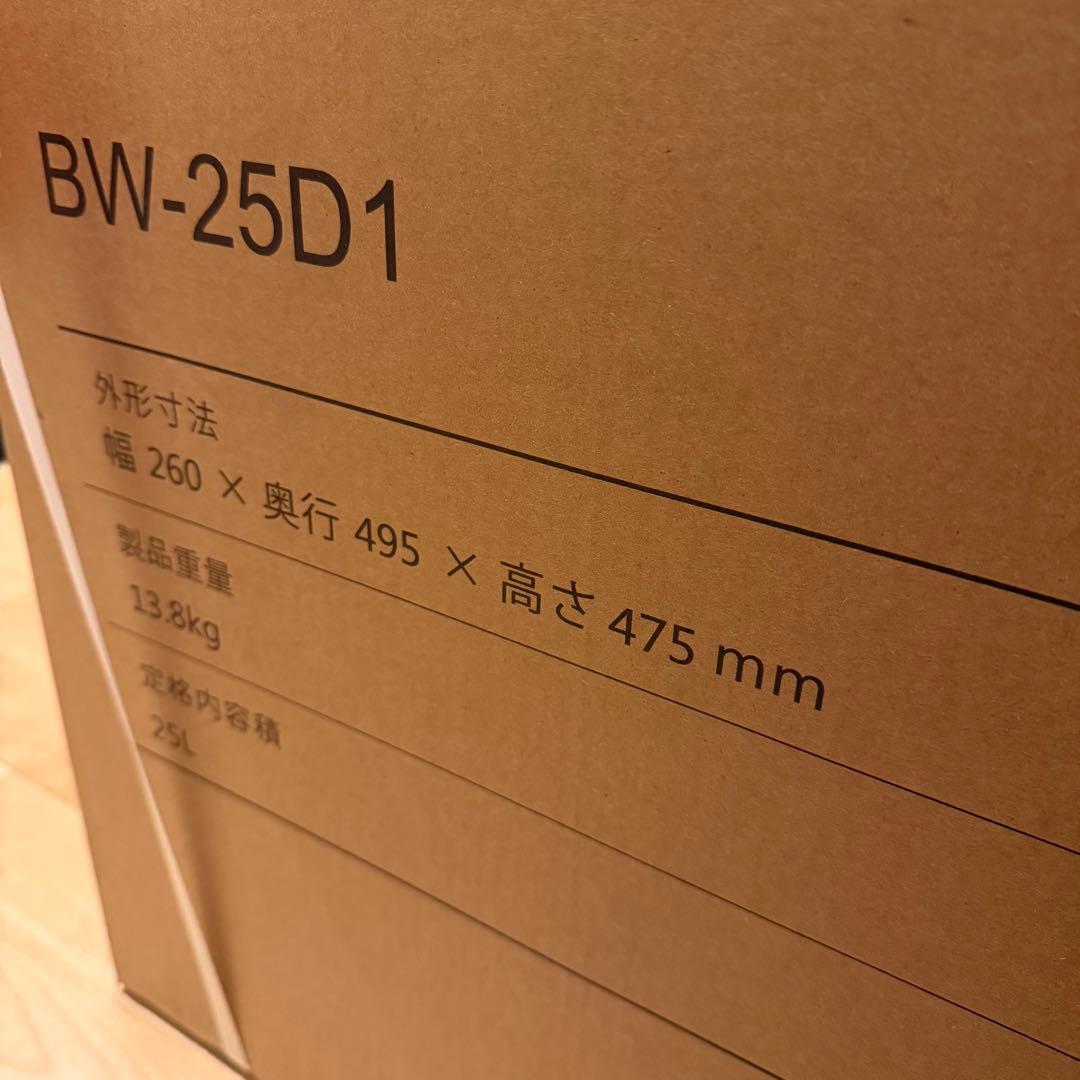 BW-25D1
外形寸法
幅 260 × 奥行 495 × 高さ 475 mm
製品重量
13.8kg
定格内容積
25L